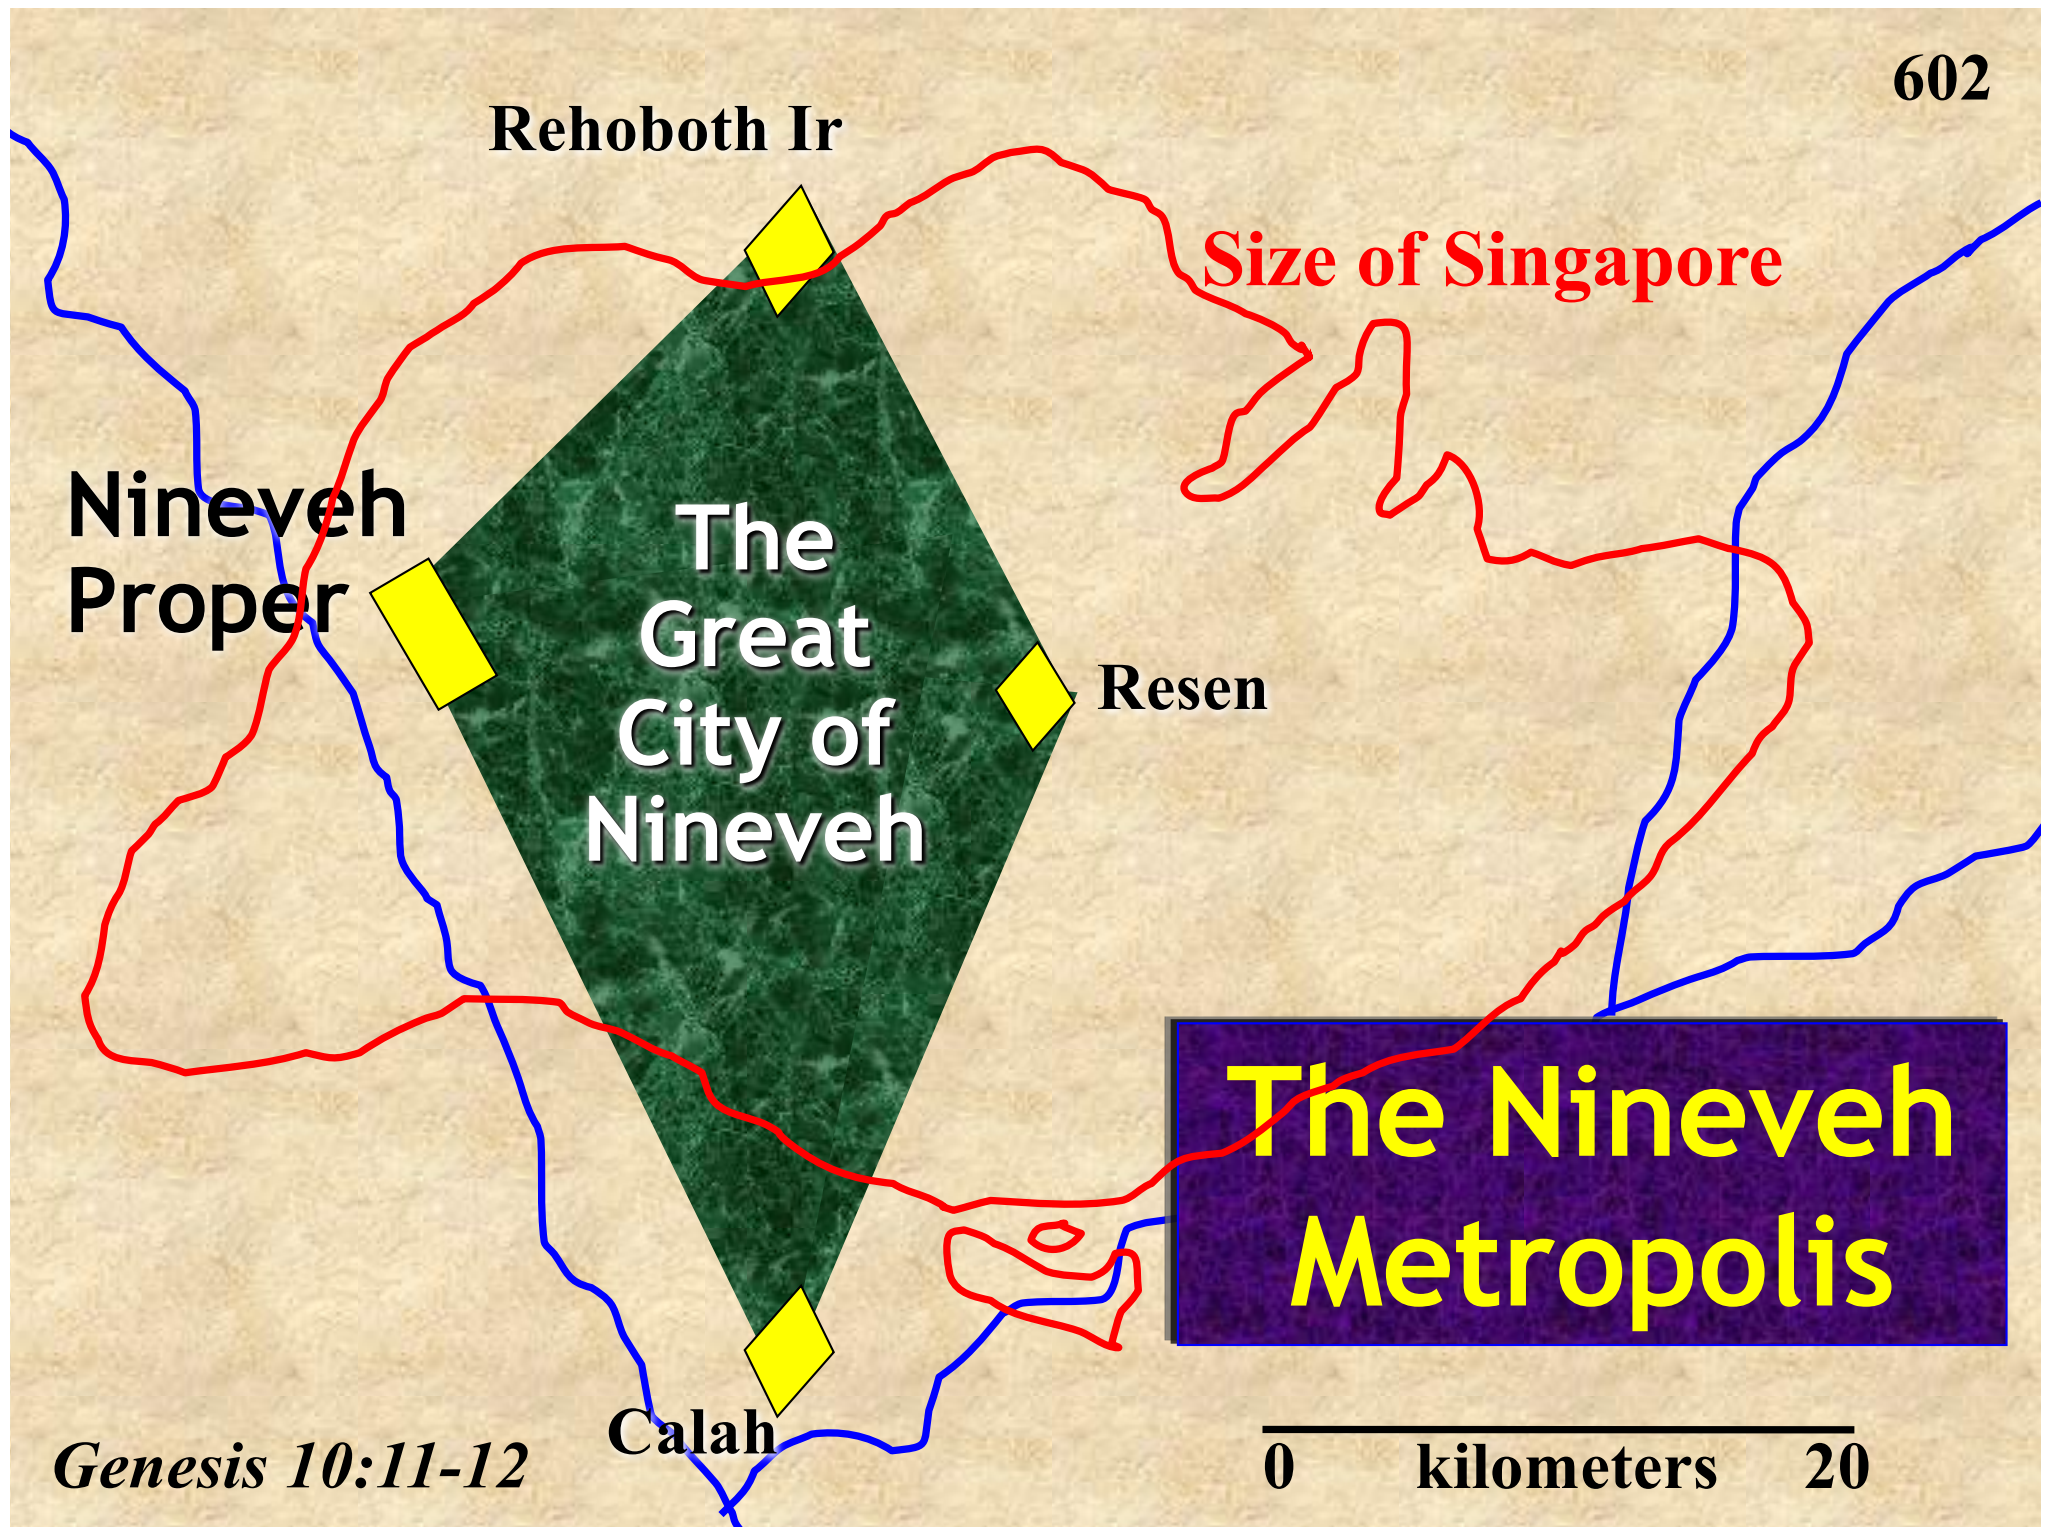 602
Rehoboth Ir
Size of Singapore
Nineveh
Proper
The
Great
City of
Nineveh
Resen
The Nineveh
Metropolis
Calah
Genesis 10:11-12
0 kilometers 20